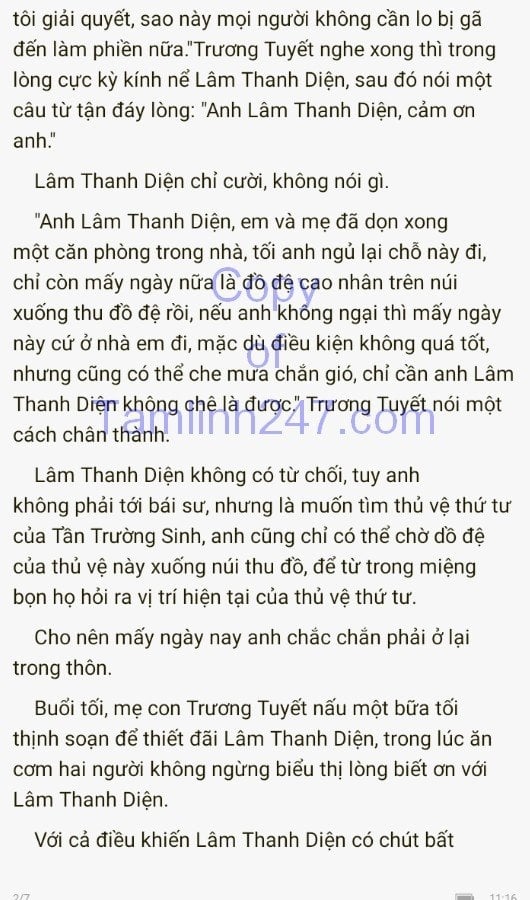 tôi giải quyết, sao này mọi người không cần lo bị gã
đến làm phiền nữa."Trương Tuyết nghe xong thì trong
lòng cực kỳ kính nể Lâm Thanh Diện, sau đó nói một
câu từ tận đáy lòng: "Anh Lâm Thanh Diện, cảm ơn
anh."
Lâm Thanh Diện chỉ cười, không nói gì.
"Anh Lâm Thanh Diện, em và mẹ đã dọn xong
một căn phòng trong nhà, tối anh ngủ lại chỗ này đi,
chỉ còn mấy ngày nữa là đồ đệ cao nhân trên núi
xuống thu đồ đệ rồi, nếu anh không ngại thì mấy ngày
này cứ ở nhà em đi, mặc dù điều kiện không quá tốt,
nhưng cũng có thể che mưa chắn gió, chỉ cần anh Lâm
Thanh Diện không chê là được." Trương Tuyết nói một
cách chân thành.
Copy
of
Tamlinh247.com
Lâm Thanh Diện không có từ chối, tuy anh
không phải tới bái sư, nhưng là muốn tìm thủ vệ thứ tư
của Tần Trường Sinh, anh cũng chỉ có thể chờ dồ đệ
của thủ vệ này xuống núi thu đồ, để từ trong miệng
bọn họ hỏi ra vị trí hiện tại của thủ vệ thứ tư.
Cho nên mấy ngày nay anh chắc chắn phải ở lại
trong thôn.
Buổi tối, mẹ con Trương Tuyết nấu một bữa tối
thịnh soạn để thiết đãi Lâm Thanh Diện, trong lúc ăn
cơm hai người không ngừng biểu thị lòng biết ơn với
Lâm Thanh Diện.
Với cả điều khiến Lâm Thanh Diện có chút bất
2/7
11:16